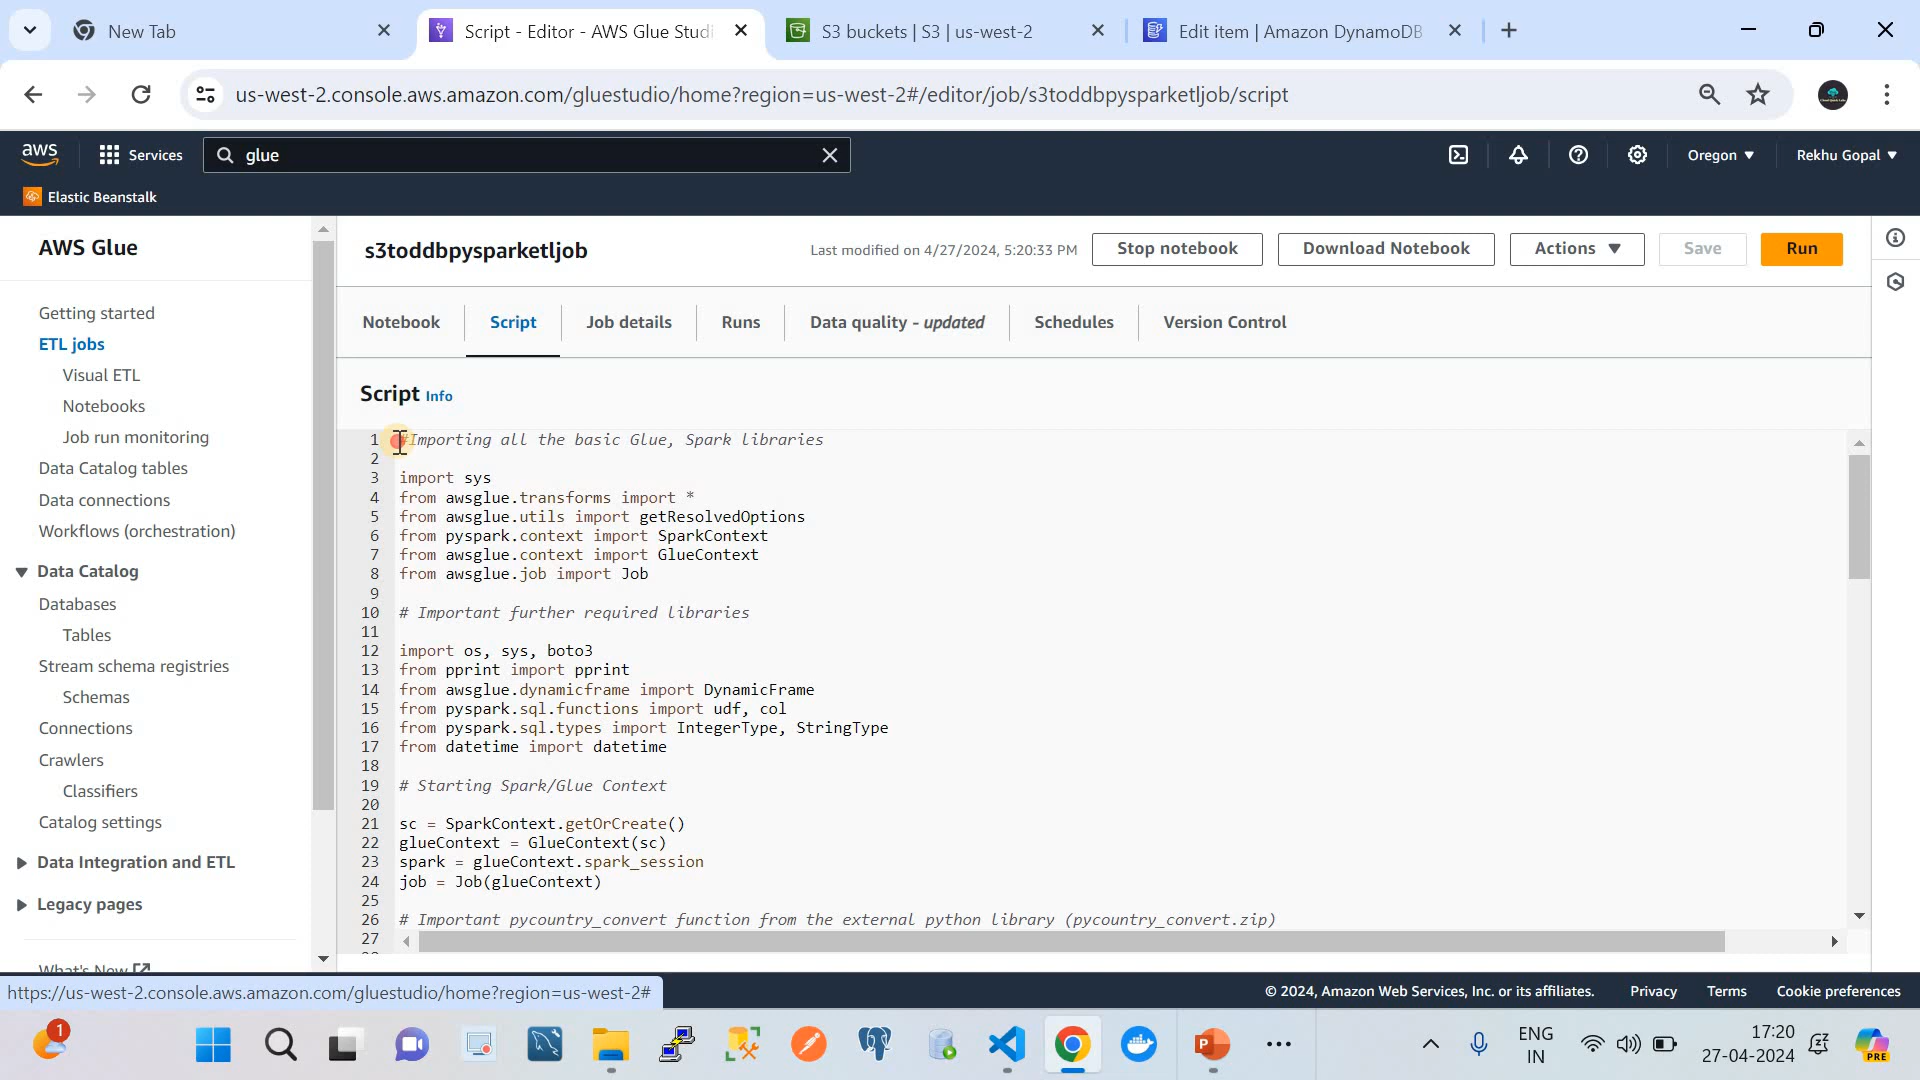 New Tab
Script - Editor - AWS Glue Studi
S3 buckets | S3 | us-west-2
Edit item | Amazon DynamoDB
us-west-2.console.aws.amazon.com/gluestudio/home?region=us-west-2#/editor/job/s3toddbpysparketljob/script
aws
Services
glue
Oregon
Rekhu Gopal
Elastic Beanstalk
AWS Glue
Getting started
ETL jobs
Visual ETL
Notebooks
Job run monitoring
Data Catalog tables
Data connections
Workflows (orchestration)
Data Catalog
Databases
Tables
Stream schema registries
Schemas
Connections
Crawlers
Classifiers
Catalog settings
Data Integration and ETL
Legacy pages
What's New
s3toddbpysparketljob
Last modified on 4/27/2024, 5:20:33 PM
Stop notebook
Download Notebook
Actions
Save
Run
Notebook
Script
Job details
Runs
Data quality - updated
Schedules
Version Control
Script Info
1 #Importing all the basic Glue, Spark libraries
2
3 import sys
4 from awsglue.transforms import *
5 from awsglue.utils import getResolvedOptions
6 from pyspark.context import SparkContext
7 from awsglue.context import GlueContext
8 from awsglue.job import Job
9
10 # Important further required libraries
11
12 import os, sys, boto3
13 from pprint import pprint
14 from awsglue.dynamicframe import DynamicFrame
15 from pyspark.sql.functions import udf, col
16 from pyspark.sql.types import IntegerType, StringType
17 from datetime import datetime
18
19 # Starting Spark/Glue Context
20
21 sc = SparkContext.getOrCreate()
22 glueContext = GlueContext(sc)
23 spark = glueContext.spark_session
24 job = Job(glueContext)
25
26 # Important pycountry_convert function from the external python library (pycountry_convert.zip)
27
https://us-west-2.console.aws.amazon.com/gluestudio/home?region=us-west-2#
© 2024, Amazon Web Services, Inc. or its affiliates.
Privacy
Terms
Cookie preferences
1
ENG
IN
17:20
27-04-2024
PRE